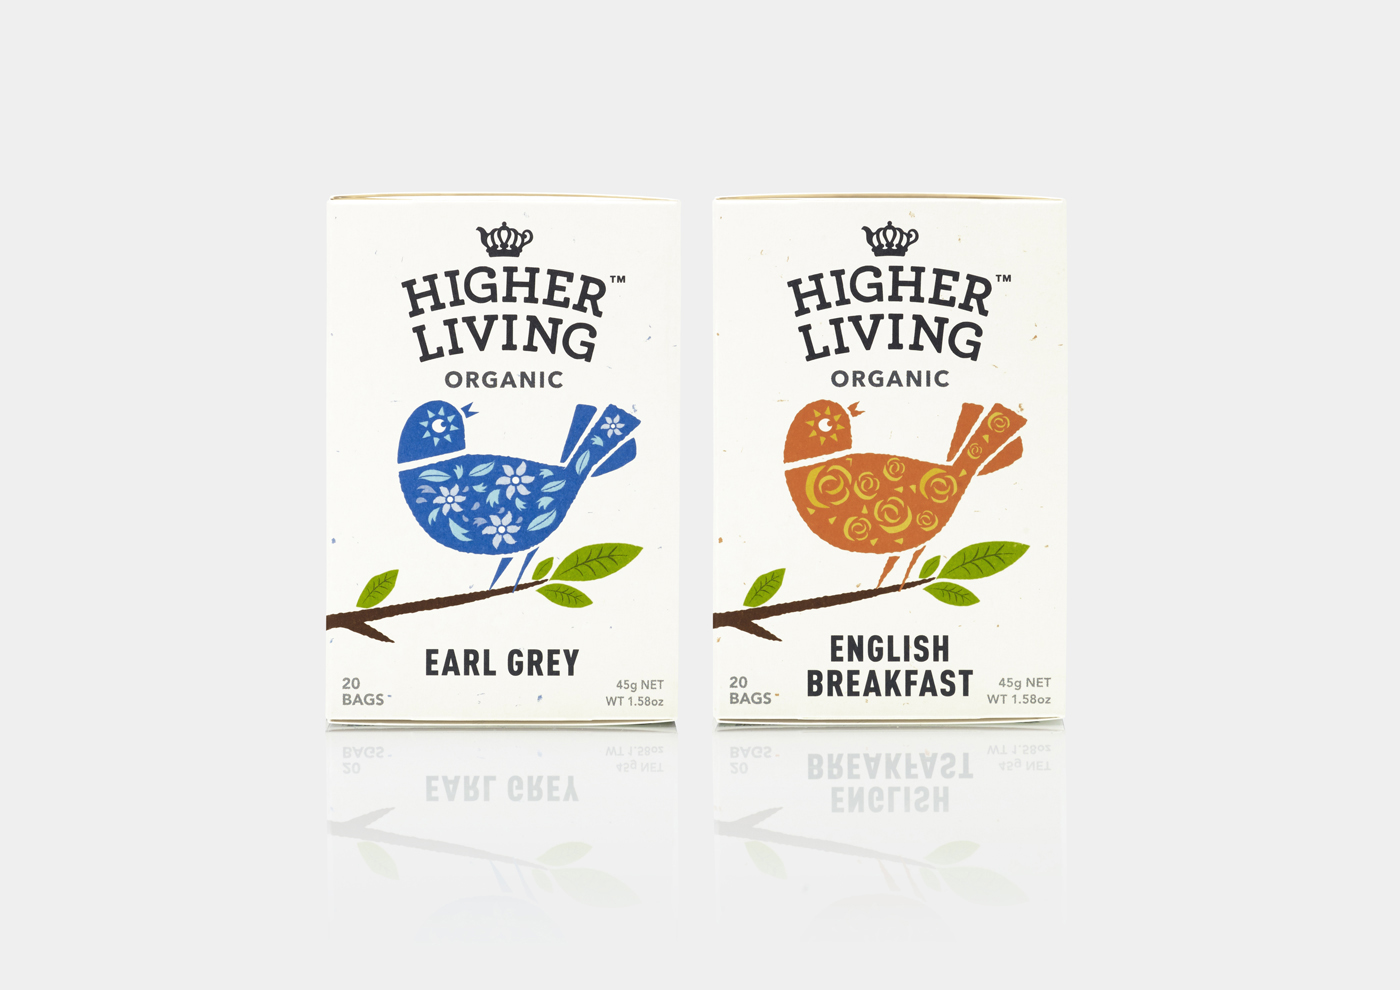 HIGHER™
LIVING
ORGANIC
EARL GREY
20
BAGS
45g NET
WT 1.58oz
HIGHER™
LIVING
ORGANIC
ENGLISH
BREAKFAST
20
BAGS
45g NET
WT 1.58oz